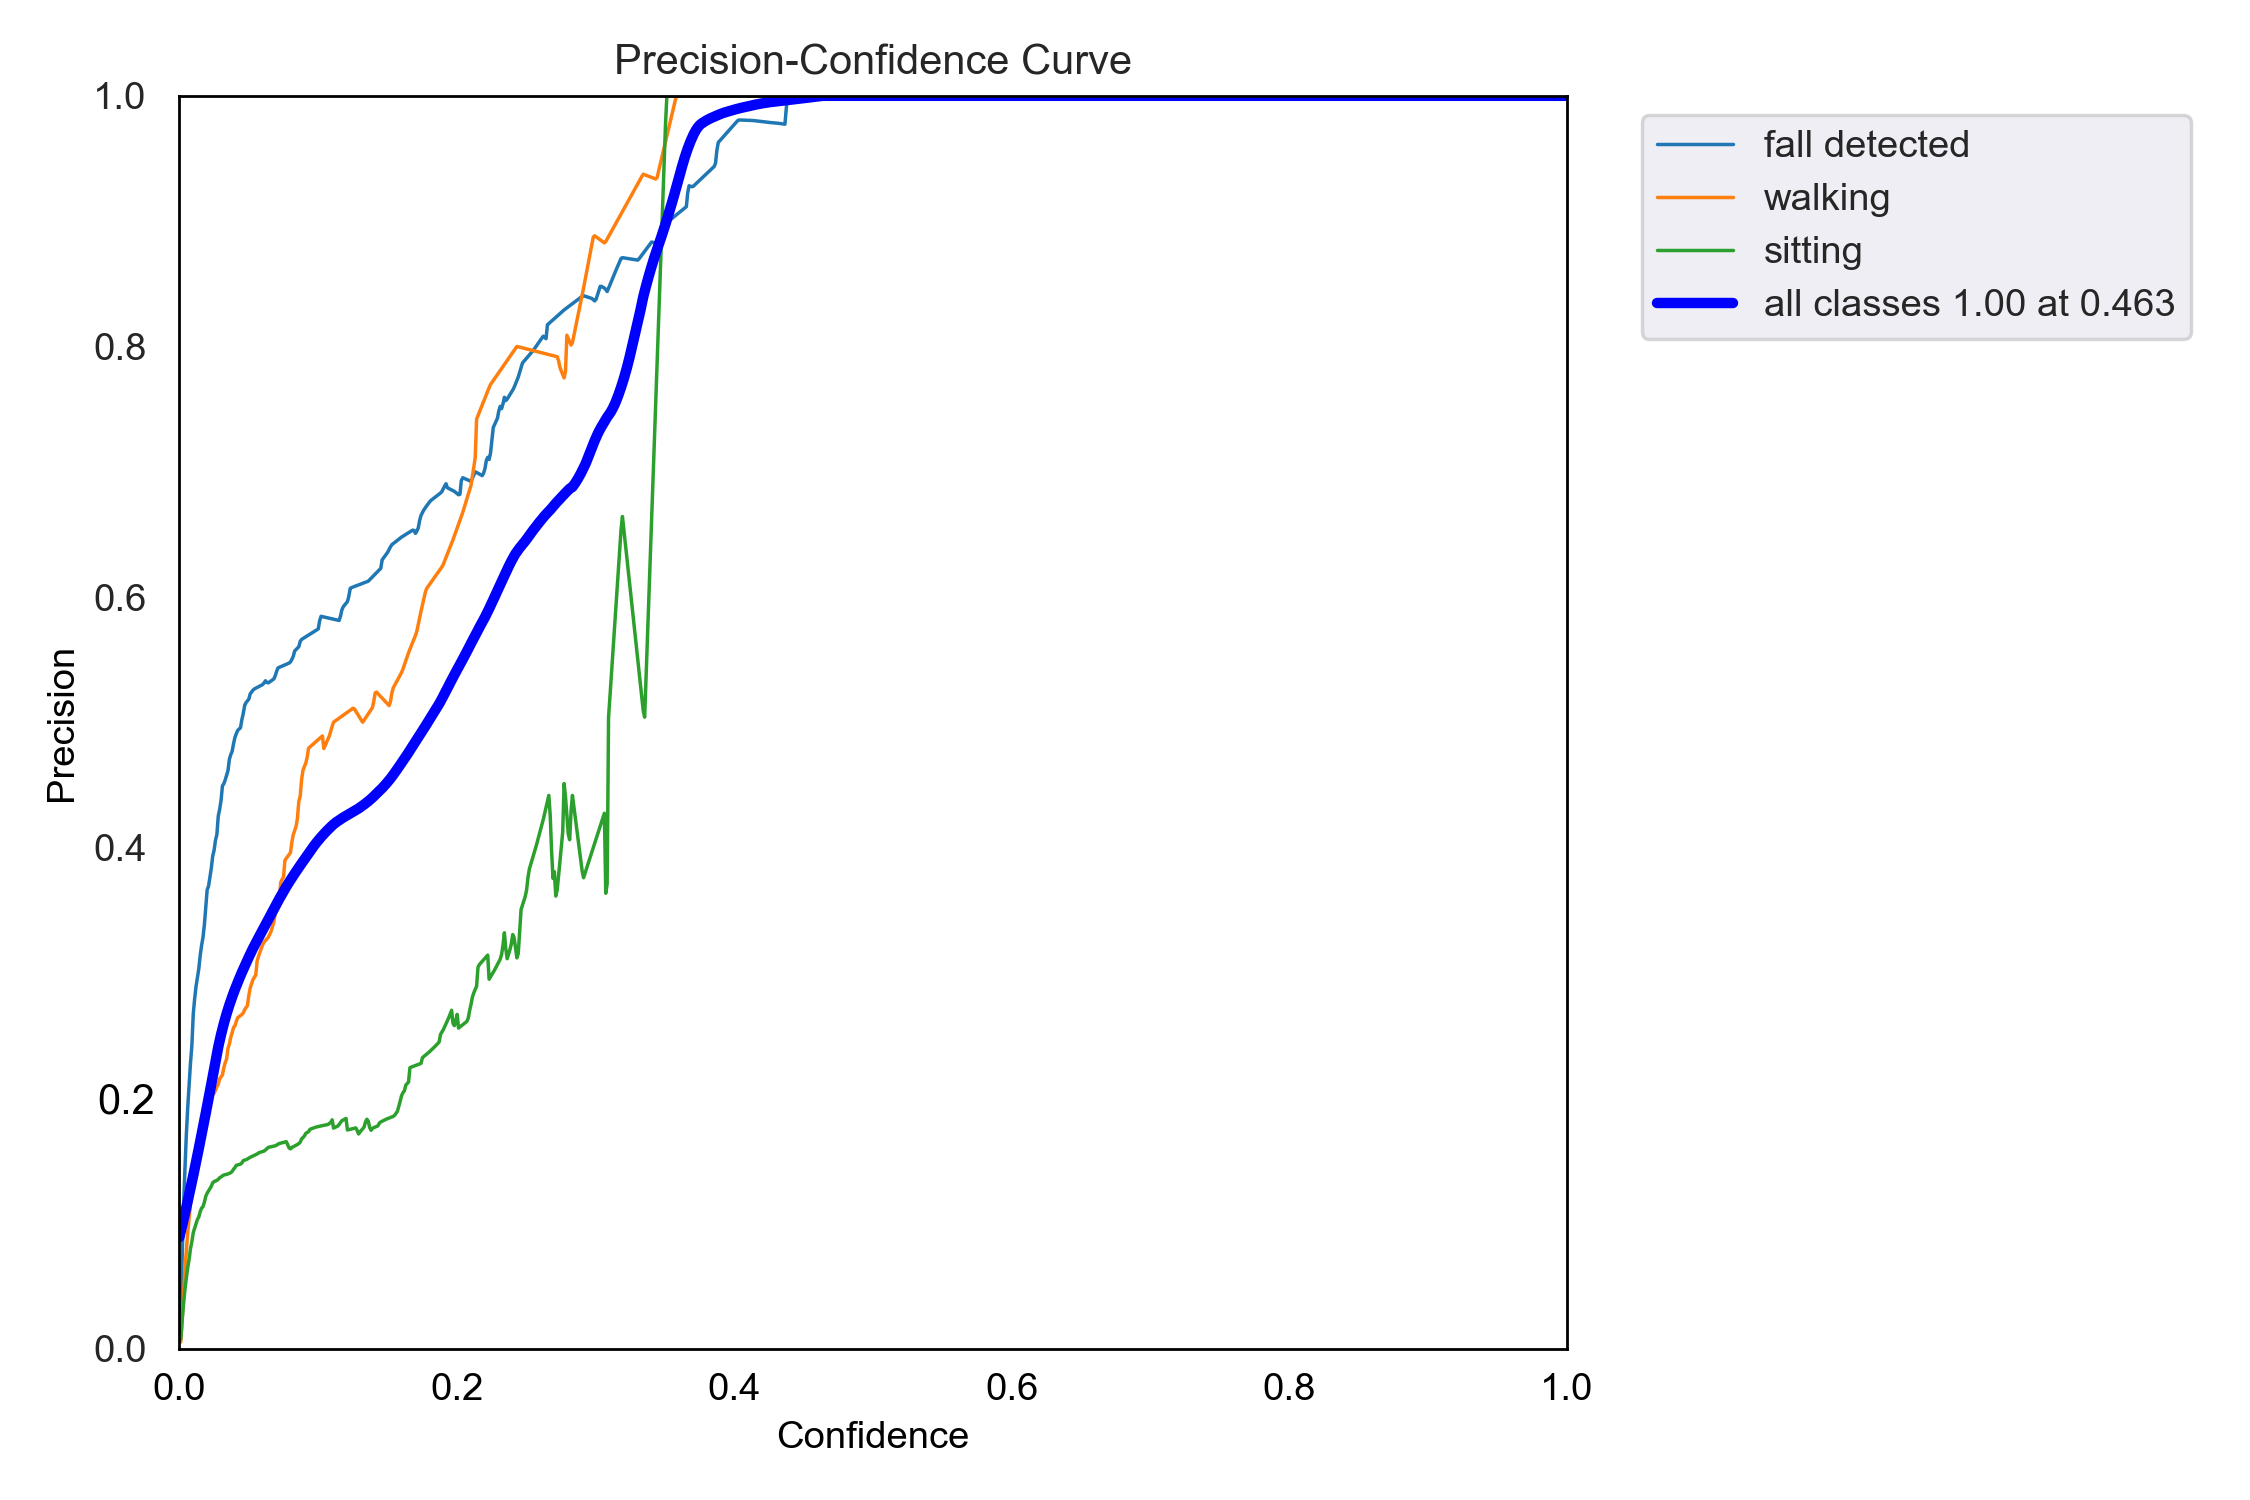 Precision-Confidence Curve
1.0
0.8
0.6
0.4
0.2
0.0
Precision
0.0 0.2 0.4 0.6 0.8 1.0
Confidence
fall detected
walking
sitting
all classes 1.00 at 0.463